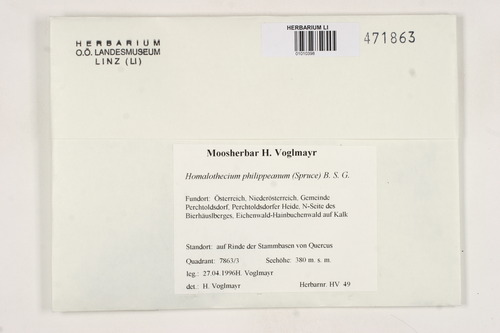 HERBARIUM
O.Ö. LANDESMUSEUM
LINZ (LI)
HERBARIUM LI
01010398
471863
Moosherbar H. Voglmayr
Homalothecium philippeanum (Spruce) B. S. G.
Fundort: Österreich, Niederösterreich, Gemeinde
Perchtoldsdorf, Perchtoldsdorfer Heide, N-Seite des
Bierhäuslberges, Eichenwald-Hainbuchenwald auf Kalk
Standort: auf Rinde der Stammbasen von Quercus
Quadrant: 7863/3 Seehöhe: 380 m. s. m.
leg.: 27.04.1996H. Voglmayr
det.: H. Voglmayr Herbarnr. HV 49